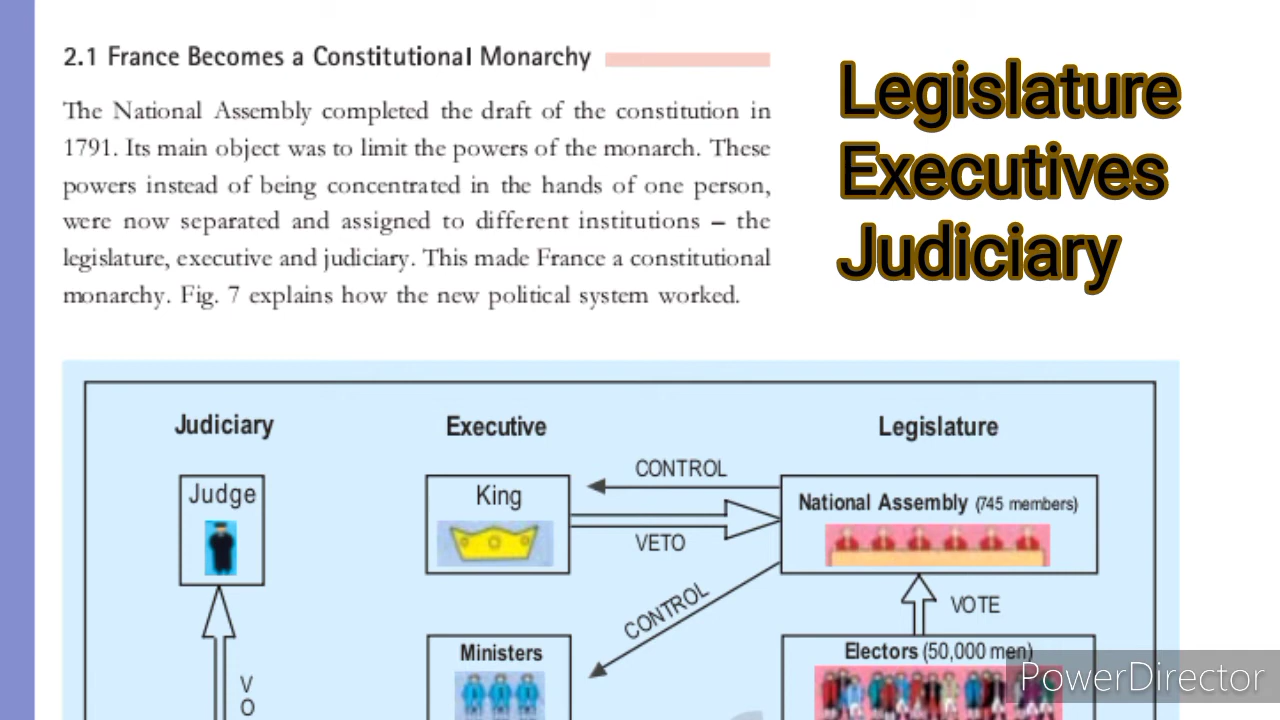 2.1 France Becomes a Constitutional Monarchy
The National Assembly completed the draft of the constitution in
1791. Its main object was to limit the powers of the monarch. These
powers instead of being concentrated in the hands of one person,
were now separated and assigned to different institutions – the
legislature, executive and judiciary. This made France a constitutional
monarchy. Fig. 7 explains how the new political system worked.
Legislature
Executives
Judiciary
Judiciary
Executive
Legislature
Judge
King
CONTROL
VETO
National Assembly (745 members)
CONTROL
VOTE
Ministers
Electors (50,000 men)
V
O
PowerDirector